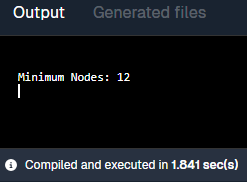 Output Generated files
Minimum Nodes: 12
Compiled and executed in 1.841 sec(s)